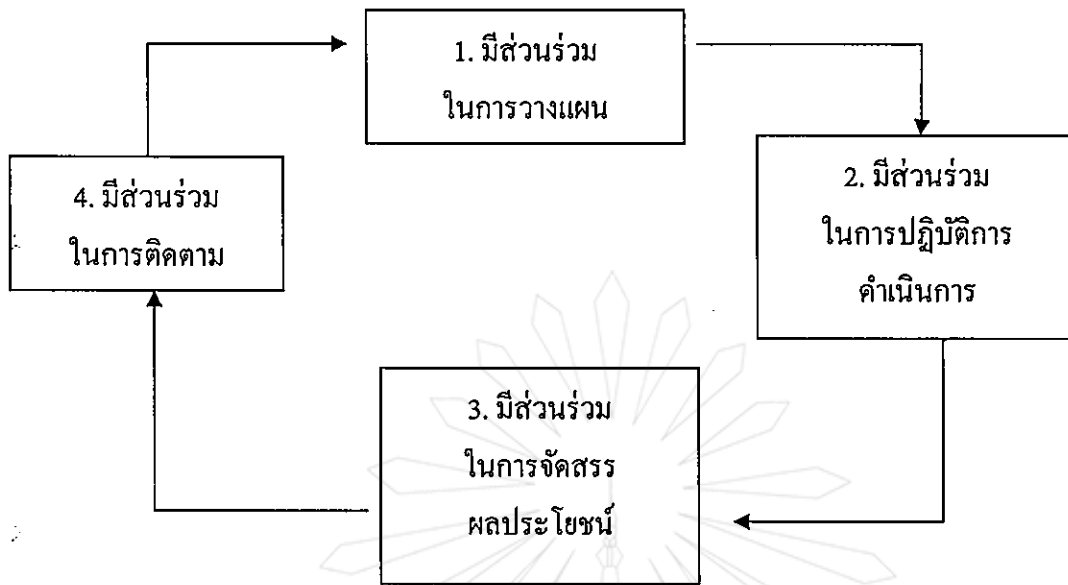 1. มีส่วนร่วม
ในการวางแผน
2. มีส่วนร่วม
ในการปฏิบัติการ
ดำเนินการ
3. มีส่วนร่วม
ในการจัดสรร
ผลประโยชน์
4. มีส่วนร่วม
ในการติดตาม